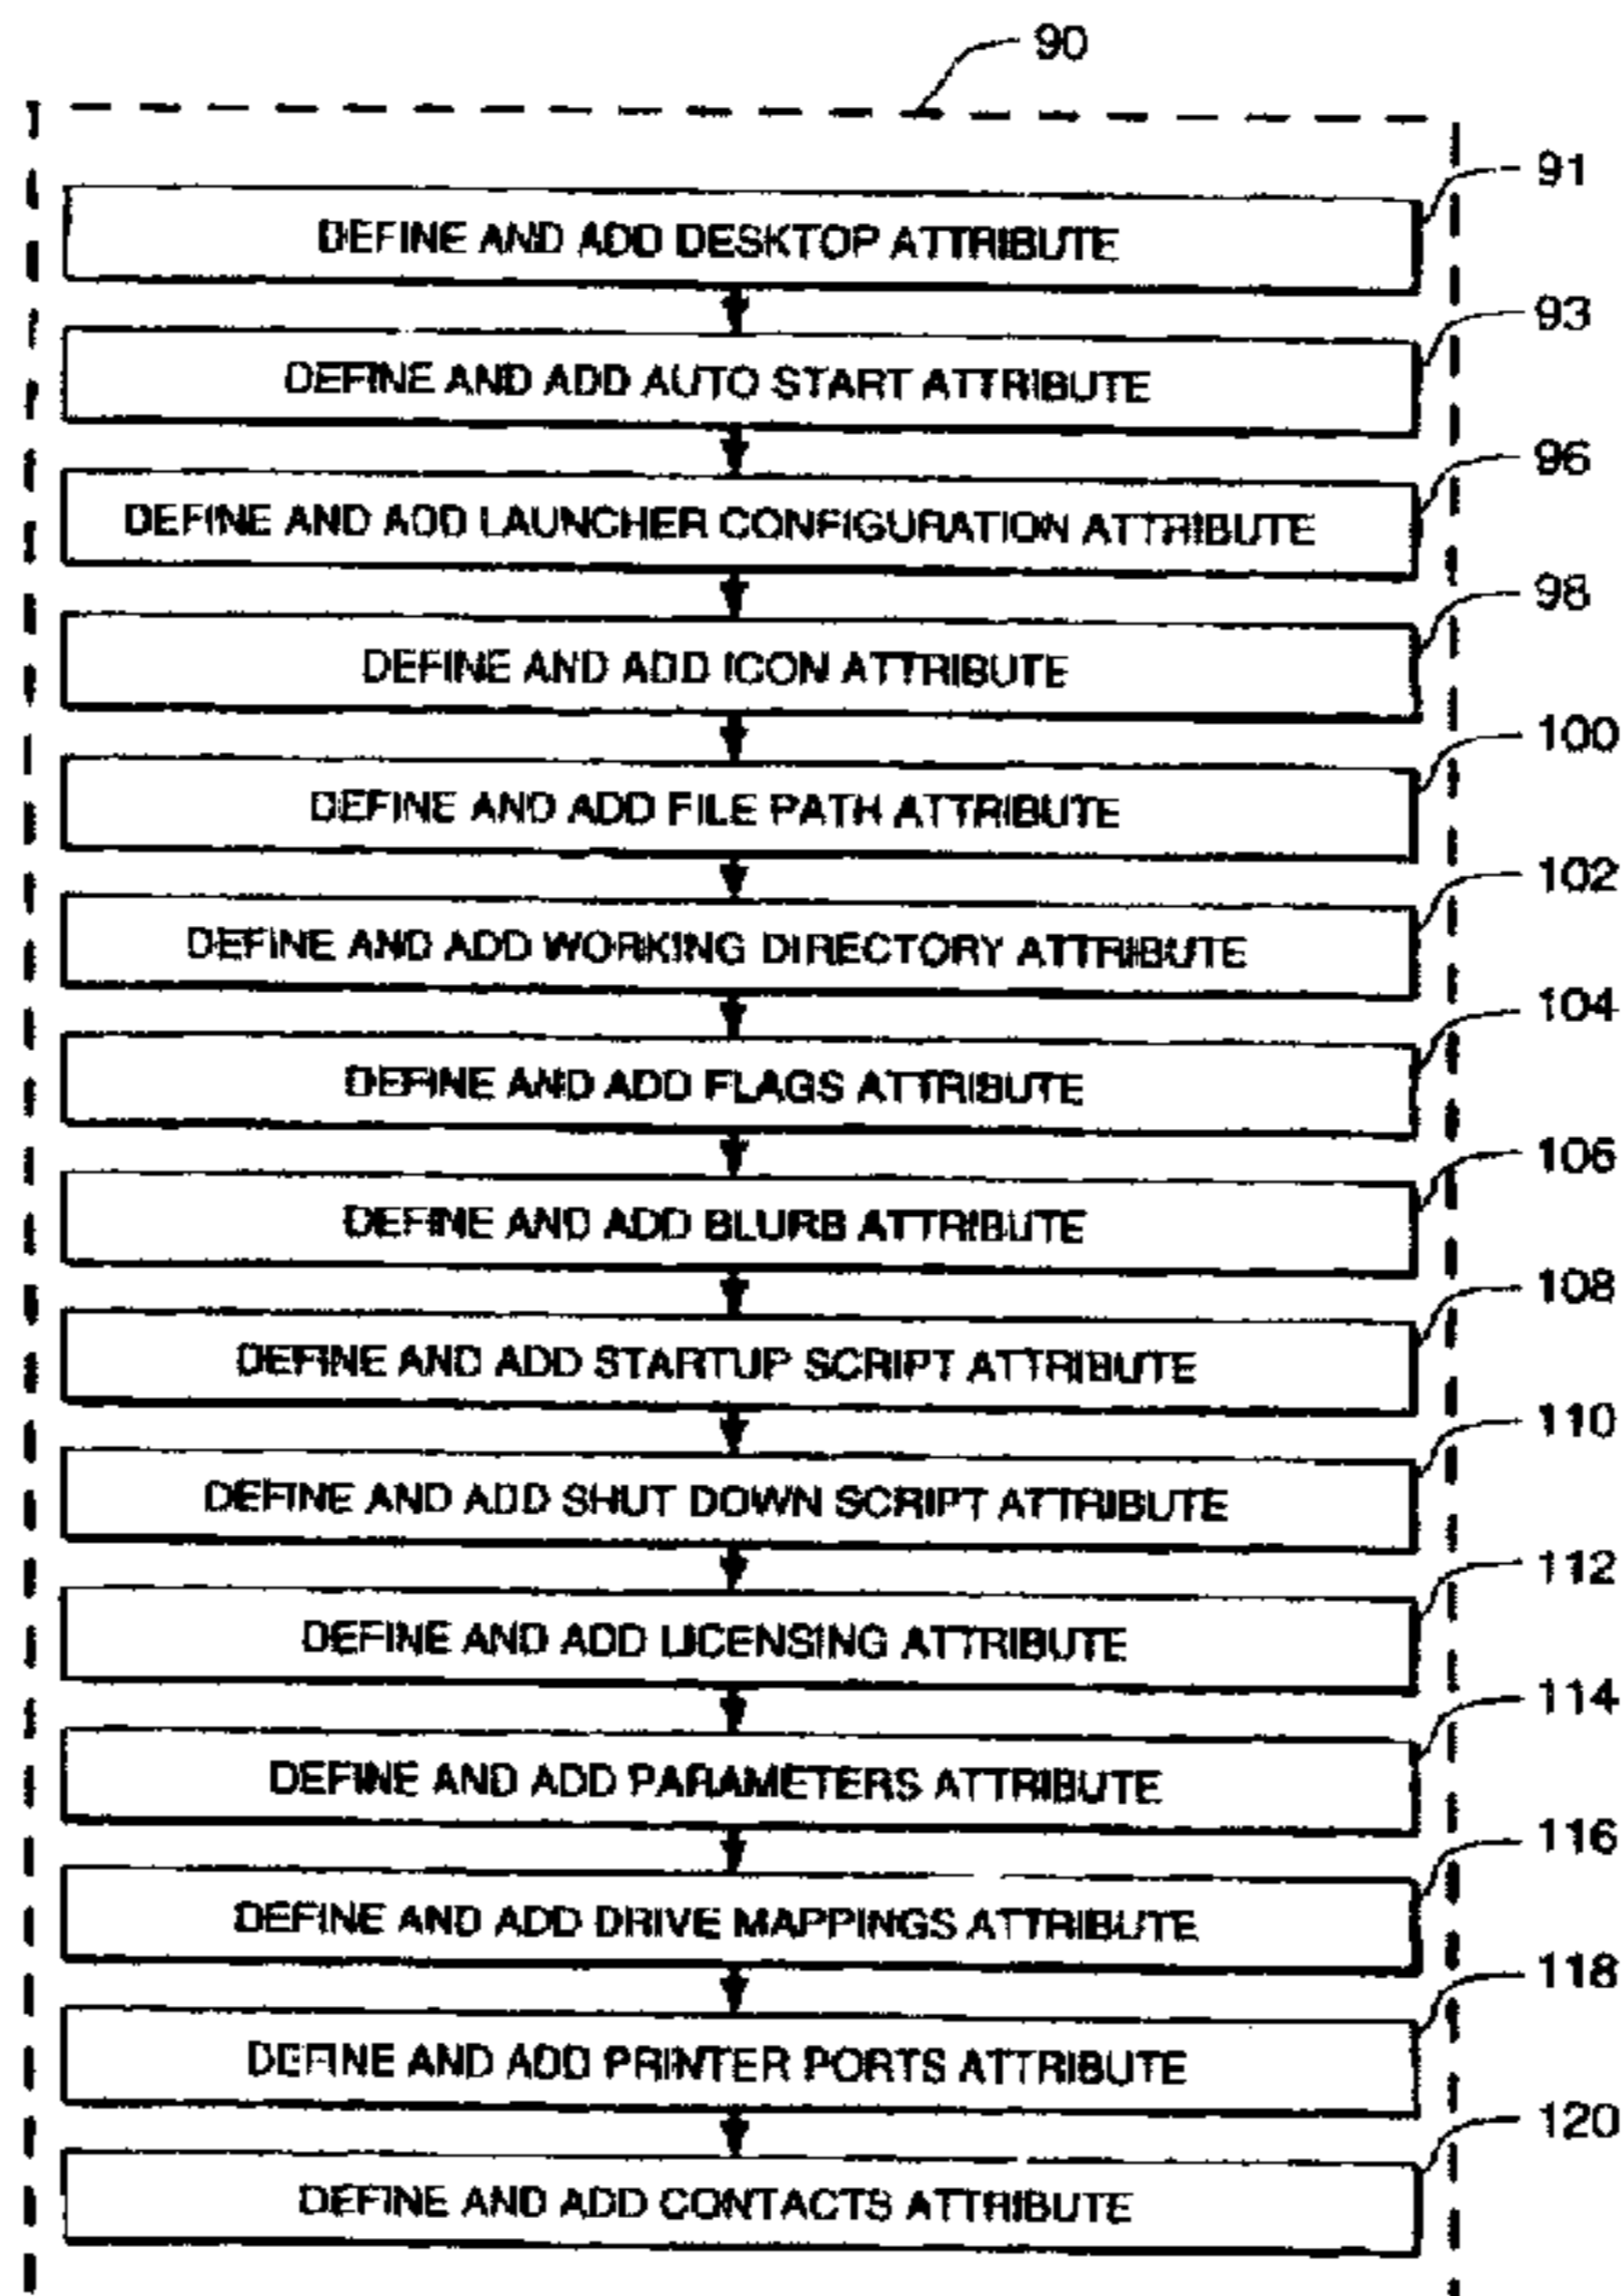 90
DEFINE AND ADD DESKTOP ATTRIBUTE
91
DEFINE AND ADD AUTO START ATTRIBUTE
93
DEFINE AND ADD LAUNCHER CONFIGURATION ATTRIBUTE
96
DEFINE AND ADD ICON ATTRIBUTE
98
DEFINE AND ADD FILE PATH ATTRIBUTE
100
DEFINE AND ADD WORKING DIRECTORY ATTRIBUTE
102
DEFINE AND ADD FLAGS ATTRIBUTE
104
DEFINE AND ADD BLURB ATTRIBUTE
106
DEFINE AND ADD STARTUP SCRIPT ATTRIBUTE
108
DEFINE AND ADD SHUT DOWN SCRIPT ATTRIBUTE
110
DEFINE AND ADD LICENSING ATTRIBUTE
112
DEFINE AND ADD PARAMETERS ATTRIBUTE
114
DEFINE AND ADD DRIVE MAPPINGS ATTRIBUTE
116
DEFINE AND ADD PRINTER PORTS ATTRIBUTE
118
DEFINE AND ADD CONTACTS ATTRIBUTE
120